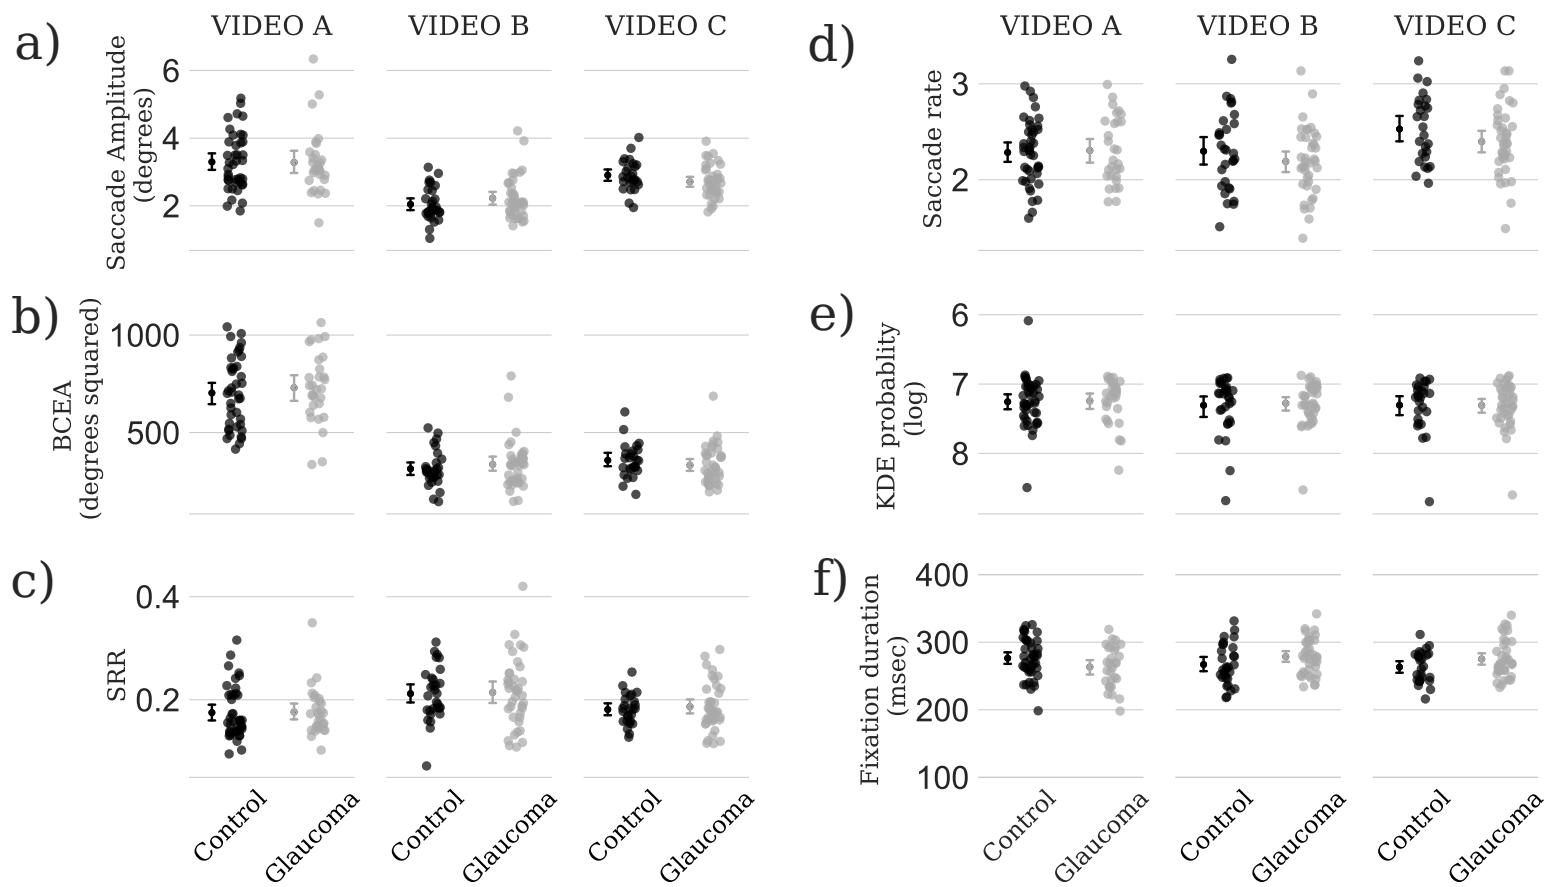 a)
VIDEO A
VIDEO B
VIDEO C
Saccade Amplitude
(degrees)
6
4
2
b)
BCEA
(degrees squared)
1000
500
c)
SRR
0.4
0.2
Control
Glaucoma
Control
Glaucoma
Control
Glaucoma
d)
VIDEO A
VIDEO B
VIDEO C
Saccade rate
3
2
e)
KDE probablity
(log)
6
7
8
f)
Fixation duration
(msec)
400
300
200
100
Control
Glaucoma
Control
Glaucoma
Control
Glaucoma